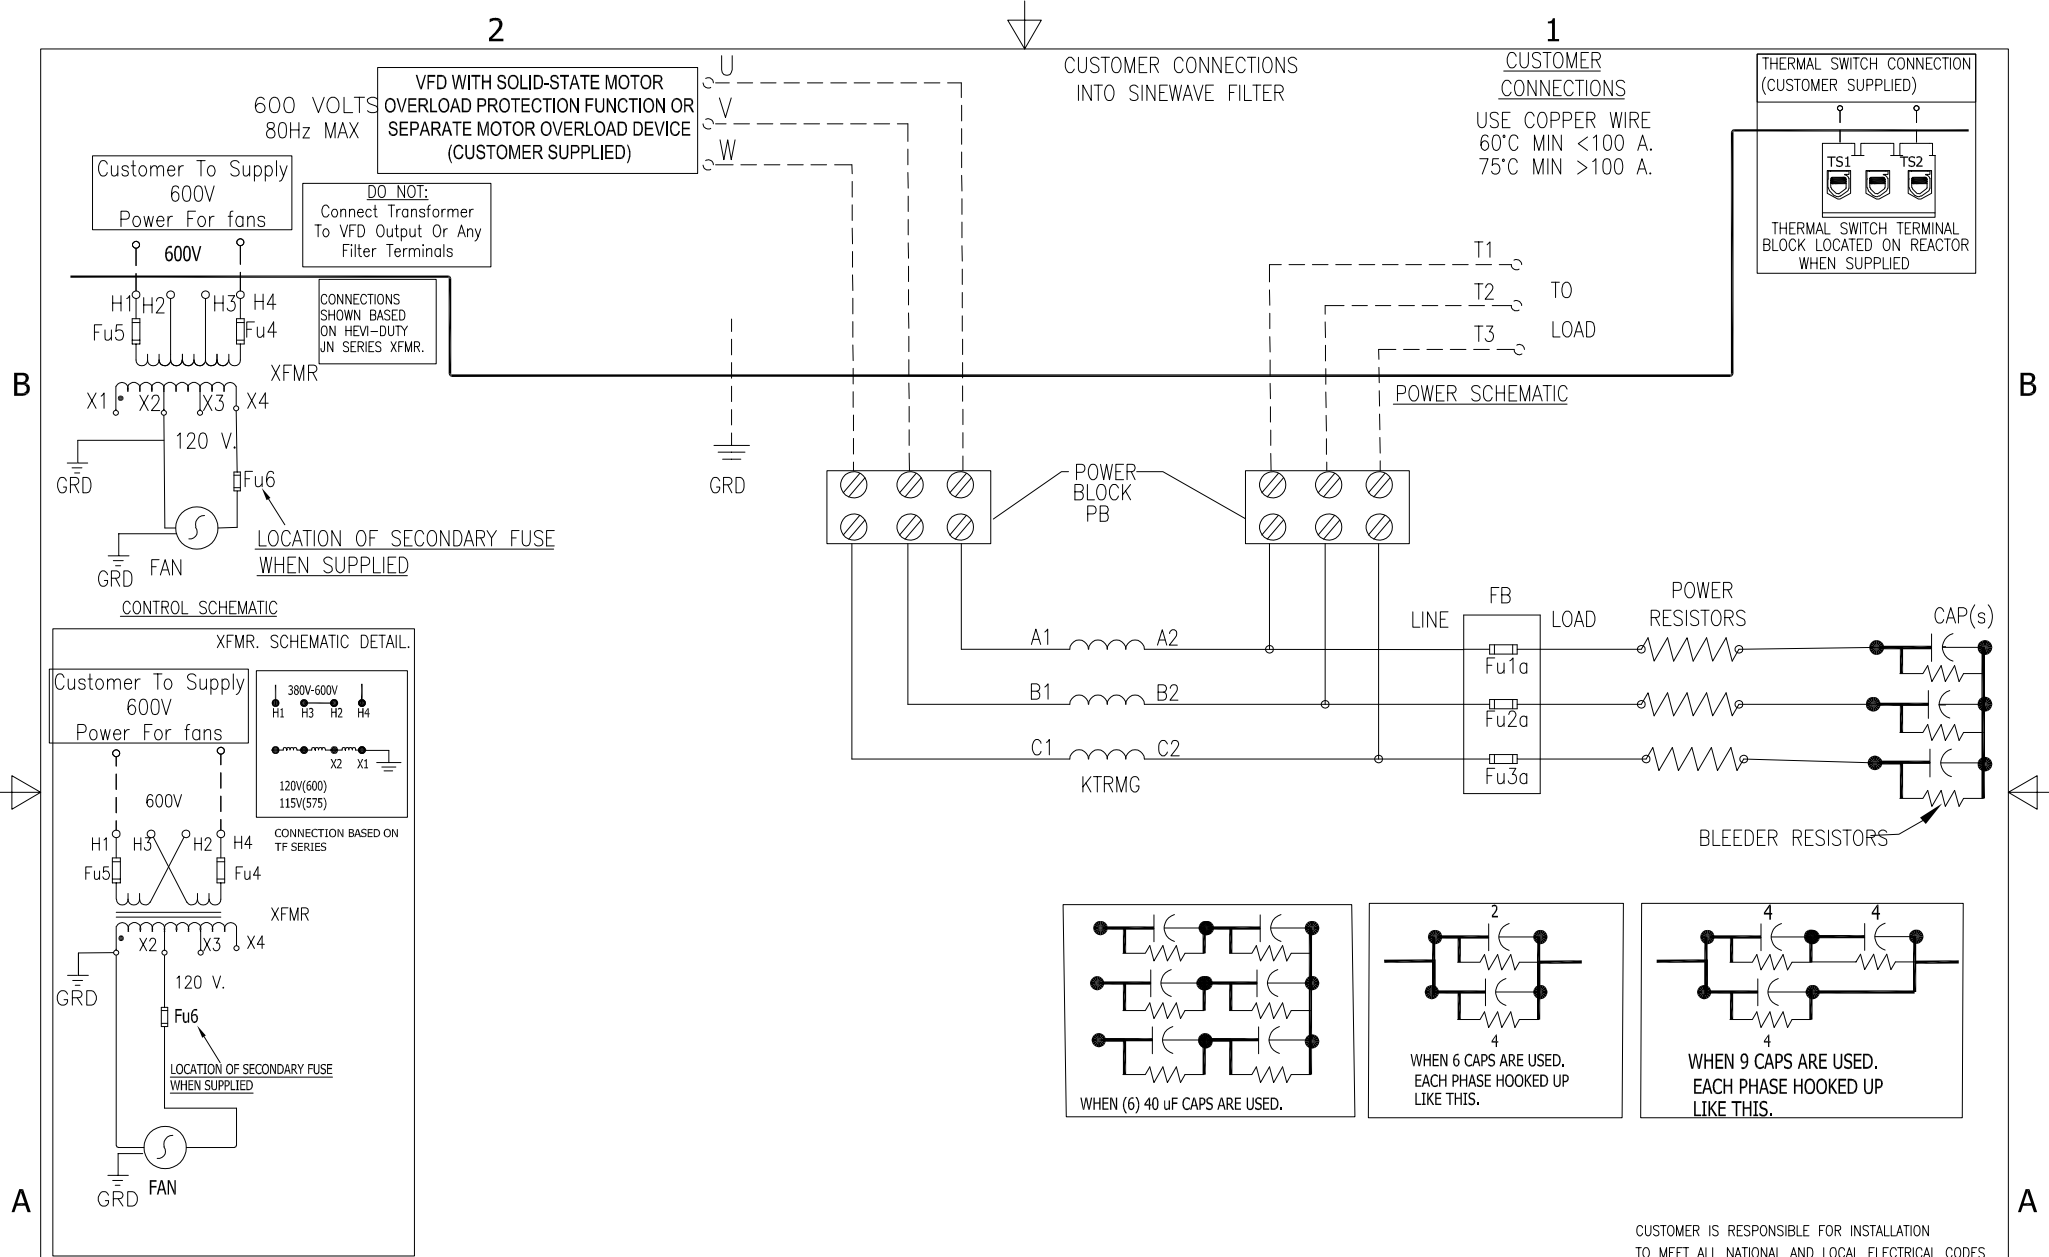 2
1
VFD WITH SOLID-STATE MOTOR
OVERLOAD PROTECTION FUNCTION OR
SEPARATE MOTOR OVERLOAD DEVICE
(CUSTOMER SUPPLIED)
600 VOLTS
80Hz MAX
U
V
W
CUSTOMER CONNECTIONS
INTO SINEWAVE FILTER
CUSTOMER
CONNECTIONS
USE COPPER WIRE
60°C MIN <100 A.
75°C MIN >100 A.
THERMAL SWITCH CONNECTION
(CUSTOMER SUPPLIED)
TS1
TS2
THERMAL SWITCH TERMINAL
BLOCK LOCATED ON REACTOR
WHEN SUPPLIED
Customer To Supply
600V
Power For fans
600V
DO NOT:
Connect Transformer
To VFD Output Or Any
Filter Terminals
CONNECTIONS
SHOWN BASED
ON HEVI-DUTY
JN SERIES XFMR.
H1 H2 H3 H4
Fu5 Fu4
XFMR
X1 X2 X3 X4
120 V.
GRD
Fu6
LOCATION OF SECONDARY FUSE
WHEN SUPPLIED
FAN
GRD
CONTROL SCHEMATIC
B
B
T1
T2
T3
TO
LOAD
POWER SCHEMATIC
GRD
POWER
BLOCK
PB
FB
LINE
LOAD
POWER
RESISTORS
CAP(s)
A1 A2
Fu1a
B1 B2
Fu2a
C1 C2
Fu3a
KTRMG
BLEEDER RESISTORS
XFMR. SCHEMATIC DETAIL.
Customer To Supply
600V
Power For fans
380V-600V
H1 H3 H2 H4
X2 X1
120V(600)
115V(575)
CONNECTION BASED ON
TF SERIES
600V
H1 H3 H2 H4
Fu5 Fu4
XFMR
X2 X3 X4
120 V.
GRD
Fu6
LOCATION OF SECONDARY FUSE
WHEN SUPPLIED
FAN
GRD
WHEN (6) 40 uF CAPS ARE USED.
2
4
WHEN 6 CAPS ARE USED.
EACH PHASE HOOKED UP
LIKE THIS.
4 4
4
WHEN 9 CAPS ARE USED.
EACH PHASE HOOKED UP
LIKE THIS.
A
A
CUSTOMER IS RESPONSIBLE FOR INSTALLATION
TO MEET ALL NATIONAL AND LOCAL ELECTRICAL CODES